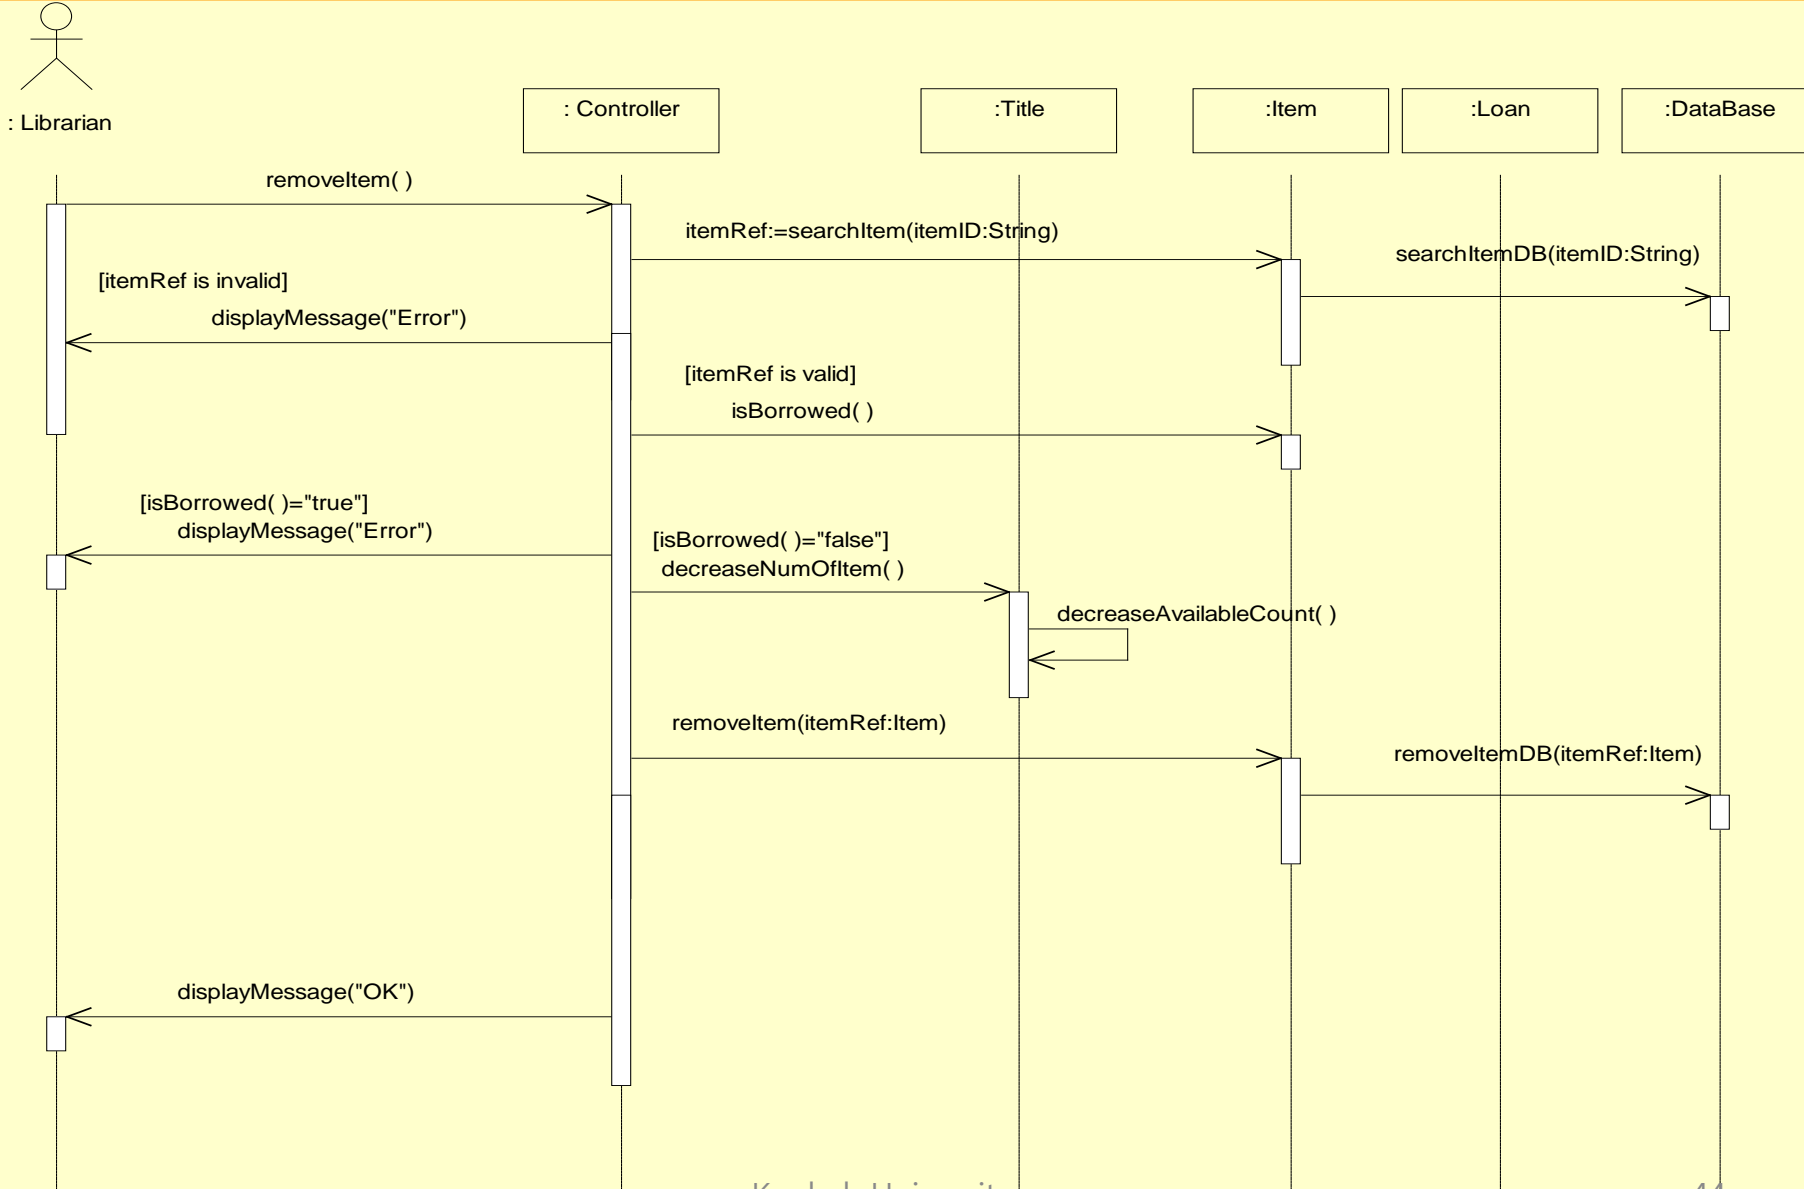 : Librarian
: Controller
:Title
:Item
:Loan
:DataBase
removeItem( )
itemRef:=searchItem(itemID:String)
searchItemDB(itemID:String)
[itemRef is invalid]
displayMessage("Error")
[itemRef is valid]
isBorrowed( )
[isBorrowed( )="true"]
displayMessage("Error")
[isBorrowed( )="false"]
decreaseNumOfItem( )
decreaseAvailableCount( )
removeItem(itemRef:Item)
removeItemDB(itemRef:Item)
displayMessage("OK")
44